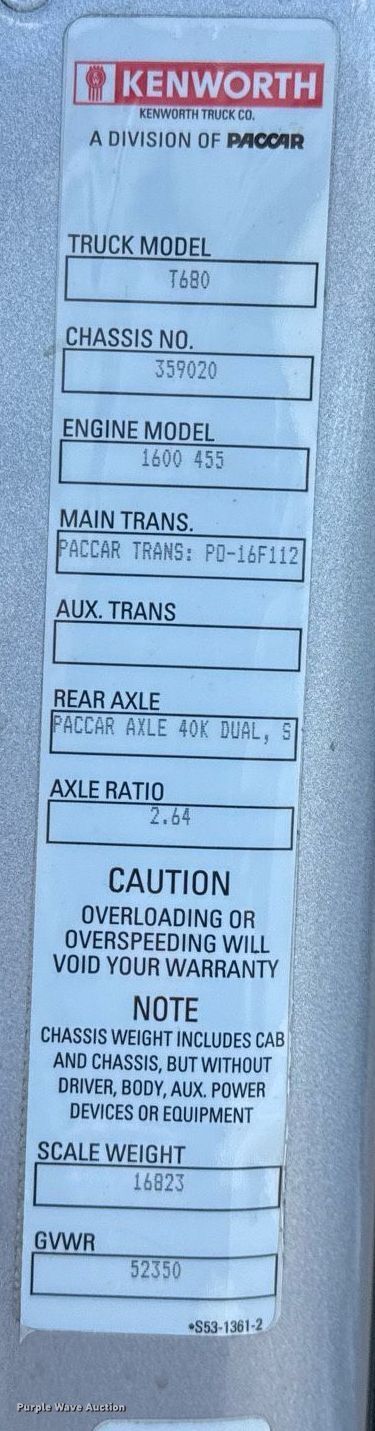 KENWORTH
KENWORTH TRUCK CO.
A DIVISION OF PACCAR
TRUCK MODEL
T680
CHASSIS NO.
359020
ENGINE MODEL
1600 455
MAIN TRANS.
PACCAR TRANS: PO-16F112
AUX. TRANS
REAR AXLE
PACCAR AXLE 40K DUAL, S
AXLE RATIO
2.64
CAUTION
OVERLOADING OR
OVERSPEEDING WILL
VOID YOUR WARRANTY
NOTE
CHASSIS WEIGHT INCLUDES CAB
AND CHASSIS, BUT WITHOUT
DRIVER, BODY, AUX. POWER
DEVICES OR EQUIPMENT
SCALE WEIGHT
16823
GVWR
52350
*S53-1361-2
Purple Wave Auction